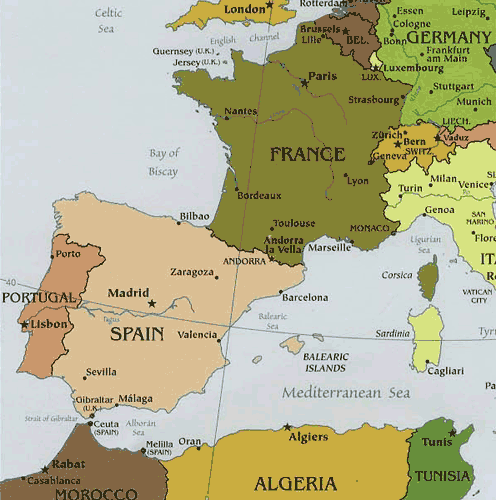 Celtic
Sea
London
Rotterdam
Essen
Leipzig
Cologne
Brussels
Lille
BEL.
Bonn
GERMANY
English Channel
Guernsey (U.K.)
Jersey (U.K.)
Frankfurt
am Main
LUX.
Luxembourg
Paris
Stuttgart
Strasbourg
Munich
Nantes
LIECH.
Zürich
Bern
Vaduz
SWITZ.
Bay of
Biscay
FRANCE
Geneva
Lyon
Milan
Venice
Turin
Bordeaux
Genoa
SAN
MARINO
Bilbao
Toulouse
MONACO
Marseille
Andorra
la Vella
ANDORRA
Ligurian
Sea
Porto
Zaragoza
Corsica
VATICAN
CITY
40
PORTUGAL
Madrid
Barcelona
Tagus
Lisbon
SPAIN
Valencia
Balearic
Sea
Sardinia
BALEARIC
ISLANDS
Sevilla
Cagliari
Mediterranean Sea
Málaga
Gibraltar
(U.K.)
Strait of Gibraltar
Ceuta
(SPAIN)
Alborán
Sea
Melilla
(SPAIN)
Oran
Algiers
Tunis
Rabat
Casablanca
MOROCCO
ALGERIA
TUNISIA